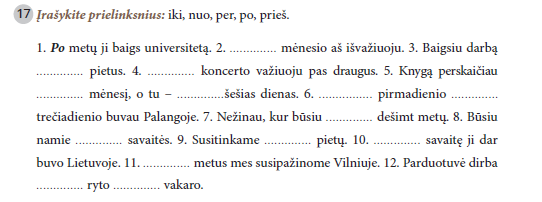 17 Įrašykite prielinksnius: iki, nuo, per, po, prieš.
1. Po metų ji baigs universitetą. 2. .............. mėnesio aš išvažiuoju. 3. Baigsiu darbą
.............. pietus. 4. .............. koncerto važiuoju pas draugus. 5. Knygą perskaičiau
.............. mėnesį, o tu – ..............šešias dienas. 6. ................ pirmadienio ..............
trečiadienio buvau Palangoje. 7. Nežinau, kur būsiu .............. dešimt metų. 8. Būsiu
namie .............. savaitės. 9. Susitinkame .............. pietų. 10. .............. savaitę ji dar
buvo Lietuvoje. 11. .............. metus mes susipažinome Vilniuje. 12. Parduotuvė dirba
.............. ryto .............. vakaro.